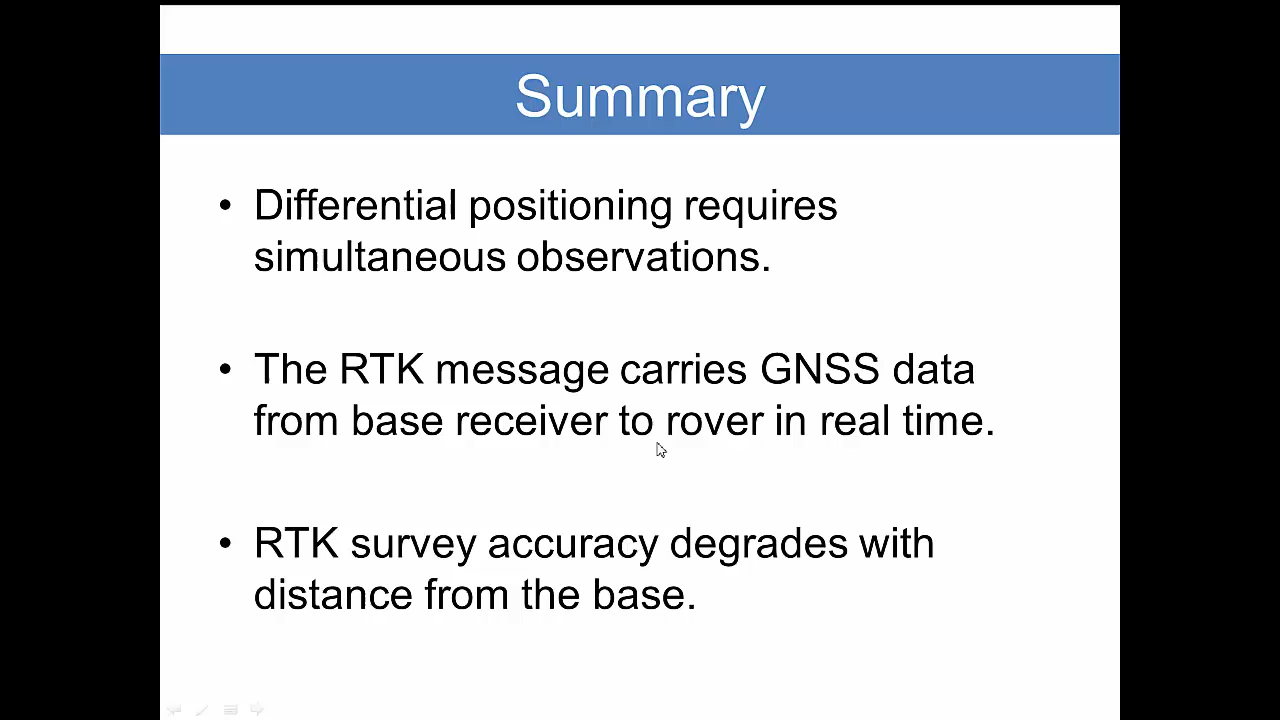 Summary
• Differential positioning requires
simultaneous observations.
• The RTK message carries GNSS data
from base receiver to rover in real time.
• RTK survey accuracy degrades with
distance from the base.